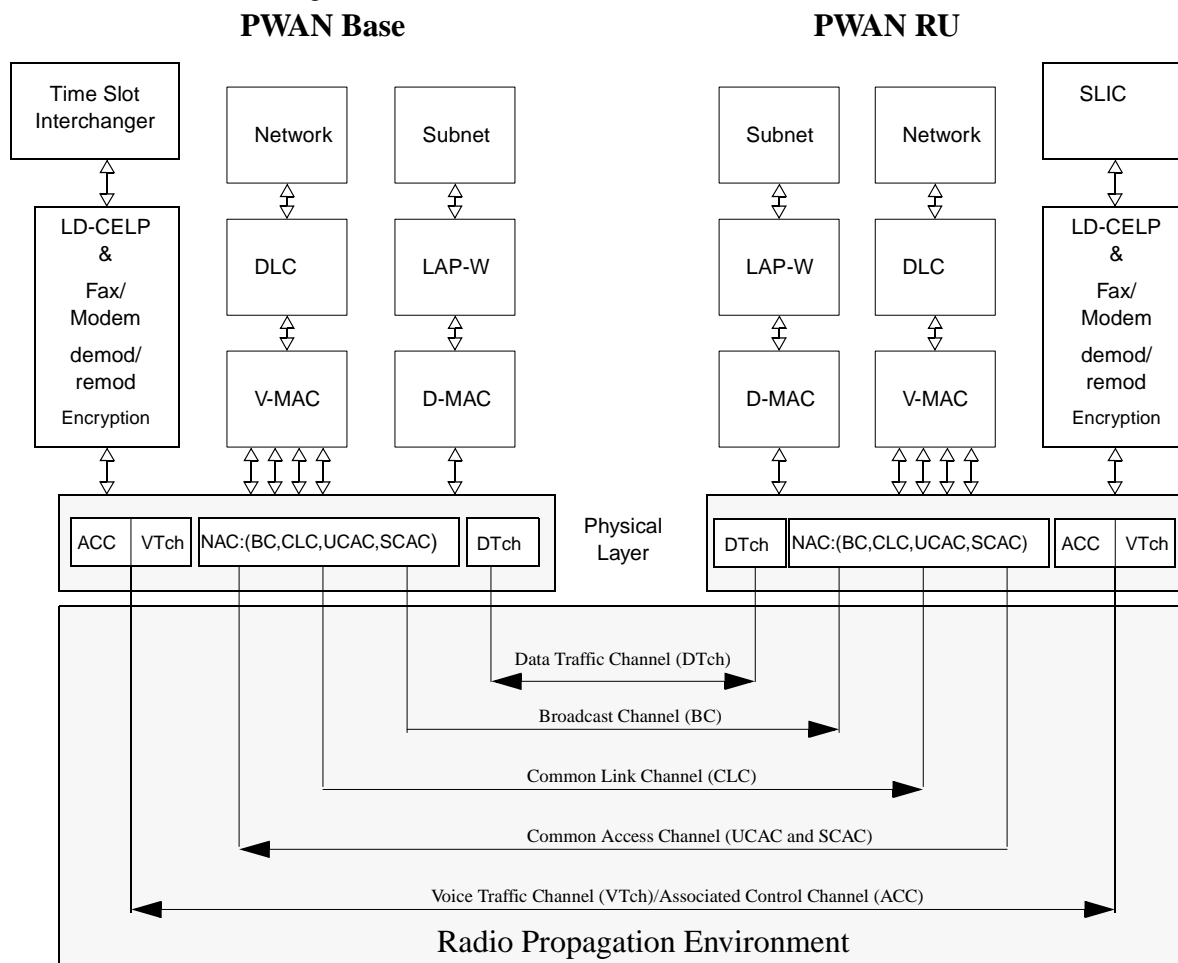 PWAN Base
PWAN RU
Time Slot
Interchanger
Network
Subnet
Subnet
Network
SLIC
LD-CELP
&
Fax/
Modem
demod/
remod
Encryption
DLC
LAP-W
LAP-W
DLC
LD-CELP
&
Fax/
Modem
demod/
remod
Encryption
V-MAC
D-MAC
D-MAC
V-MAC
ACC
VTch
NAC:(BC,CLC,UCAC,SCAC)
DTch
Physical
Layer
DTch
NAC:(BC,CLC,UCAC,SCAC)
ACC
VTch
Data Traffic Channel (DTch)
Broadcast Channel (BC)
Common Link Channel (CLC)
Common Access Channel (UCAC and SCAC)
Voice Traffic Channel (VTch)/Associated Control Channel (ACC)
Radio Propagation Environment